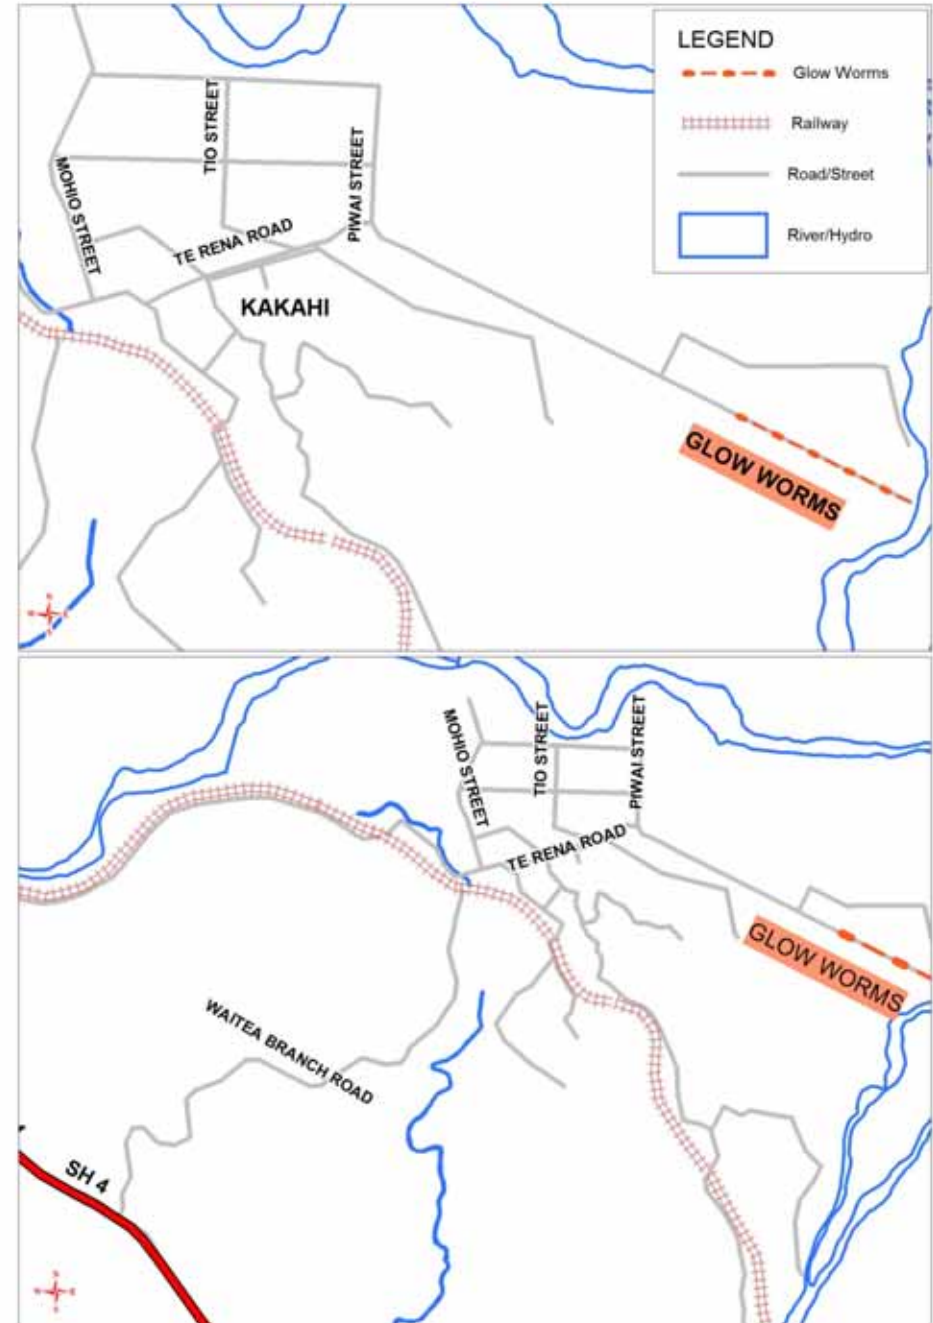 LEGEND
Glow Worms
Railway
Road/Street
River/Hydro
TIO STREET
MOHIO STREET
PIWAI STREET
TE RENA ROAD
KAKAHI
GLOW WORMS
MOHIO STREET
TIO STREET
PIWAI STREET
TE RENA ROAD
GLOW WORMS
WAITEA BRANCH ROAD
SH 4